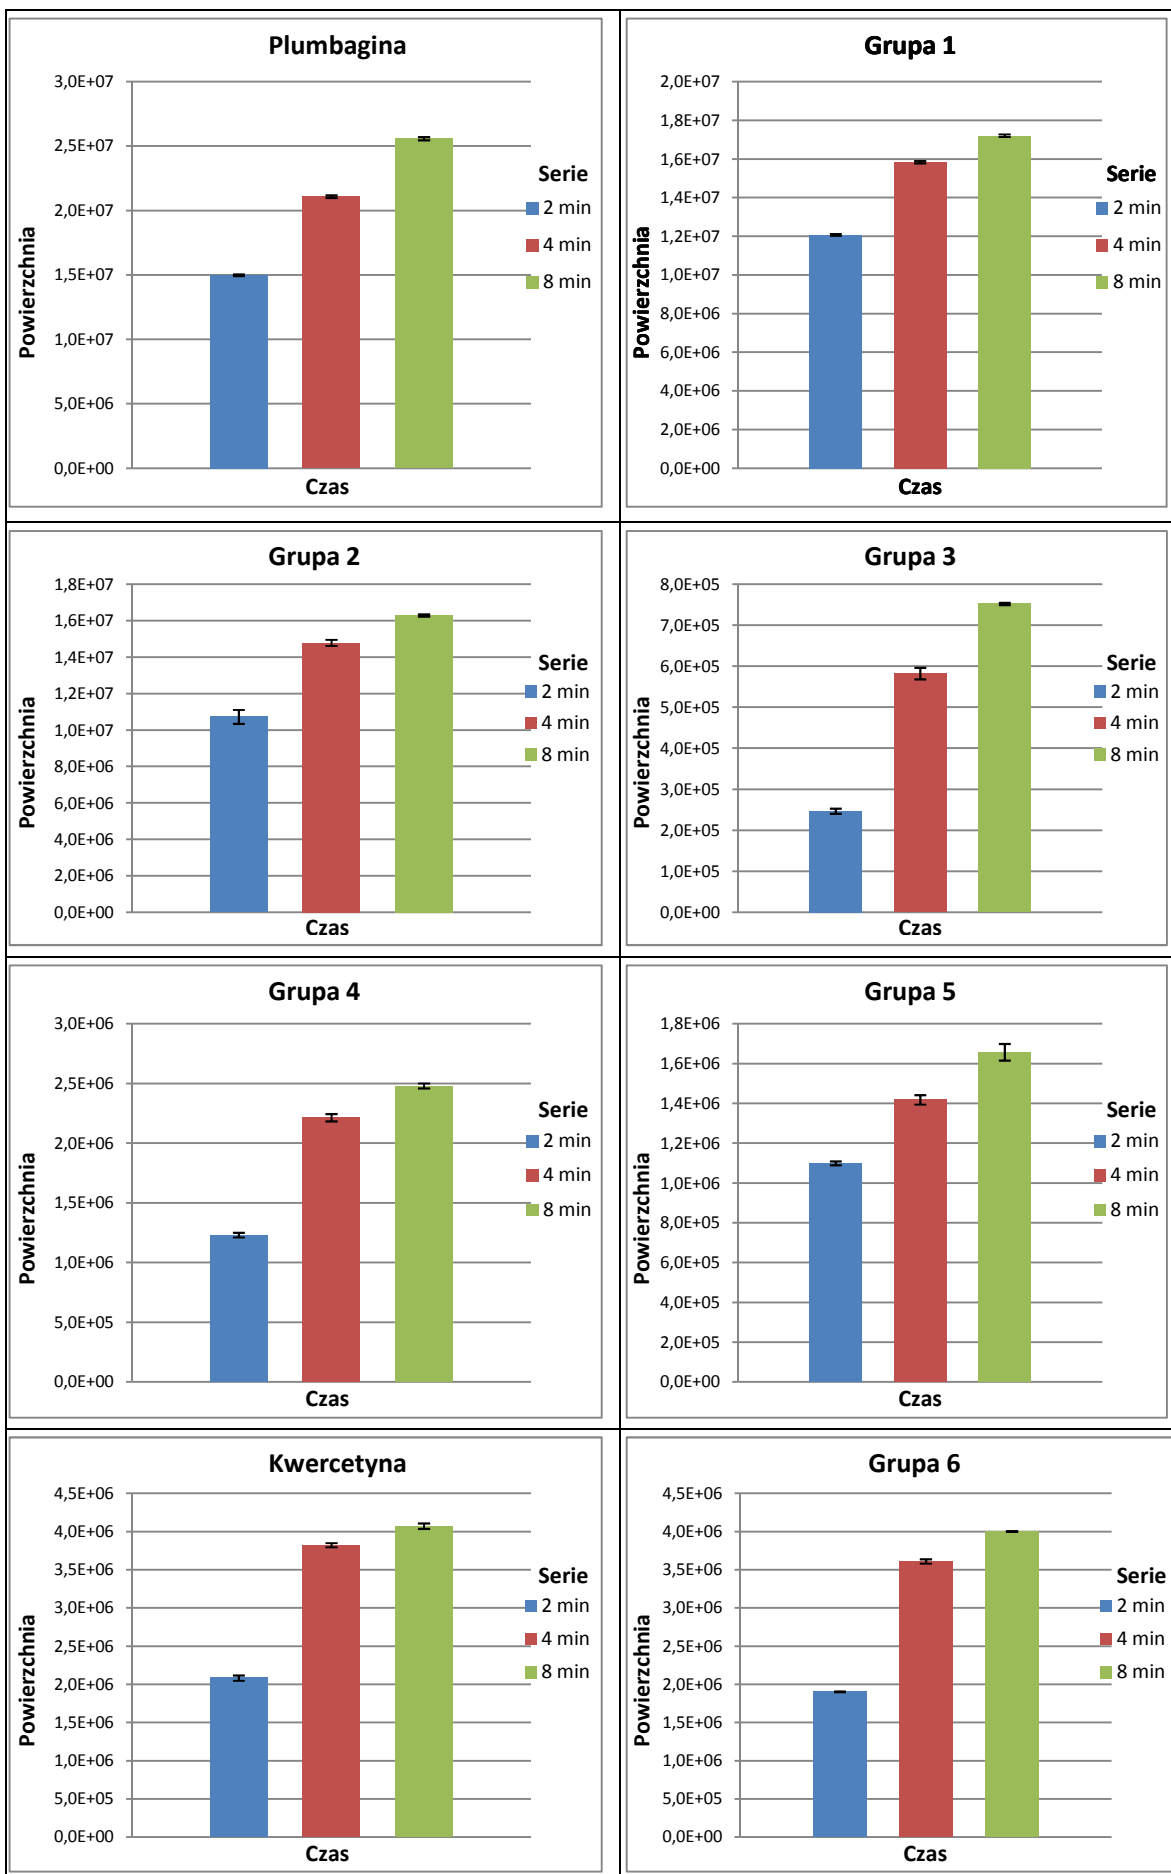 Plumbagina
3,0E+07
2,5E+07
2,0E+07
1,5E+07
1,0E+07
5,0E+06
0,0E+00
Powierzchnia
Czas
Serie
2 min
4 min
8 min
Grupa 1
2,0E+07
1,8E+07
1,6E+07
1,4E+07
1,2E+07
1,0E+07
8,0E+06
6,0E+06
4,0E+06
2,0E+06
0,0E+00
Powierzchnia
Czas
Serie
2 min
4 min
8 min
Grupa 2
1,8E+07
1,6E+07
1,4E+07
1,2E+07
1,0E+07
8,0E+06
6,0E+06
4,0E+06
2,0E+06
0,0E+00
Powierzchnia
Czas
Serie
2 min
4 min
8 min
Grupa 3
8,0E+05
7,0E+05
6,0E+05
5,0E+05
4,0E+05
3,0E+05
2,0E+05
1,0E+05
0,0E+00
Powierzchnia
Czas
Serie
2 min
4 min
8 min
Grupa 4
3,0E+06
2,5E+06
2,0E+06
1,5E+06
1,0E+06
5,0E+05
0,0E+00
Powierzchnia
Czas
Serie
2 min
4 min
8 min
Grupa 5
1,8E+06
1,6E+06
1,4E+06
1,2E+06
1,0E+06
8,0E+05
6,0E+05
4,0E+05
2,0E+05
0,0E+00
Powierzchnia
Czas
Serie
2 min
4 min
8 min
Kwercetyna
4,5E+06
4,0E+06
3,5E+06
3,0E+06
2,5E+06
2,0E+06
1,5E+06
1,0E+06
5,0E+05
0,0E+00
Powierzchnia
Czas
Serie
2 min
4 min
8 min
Grupa 6
4,5E+06
4,0E+06
3,5E+06
3,0E+06
2,5E+06
2,0E+06
1,5E+06
1,0E+06
5,0E+05
0,0E+00
Powierzchnia
Czas
Serie
2 min
4 min
8 min